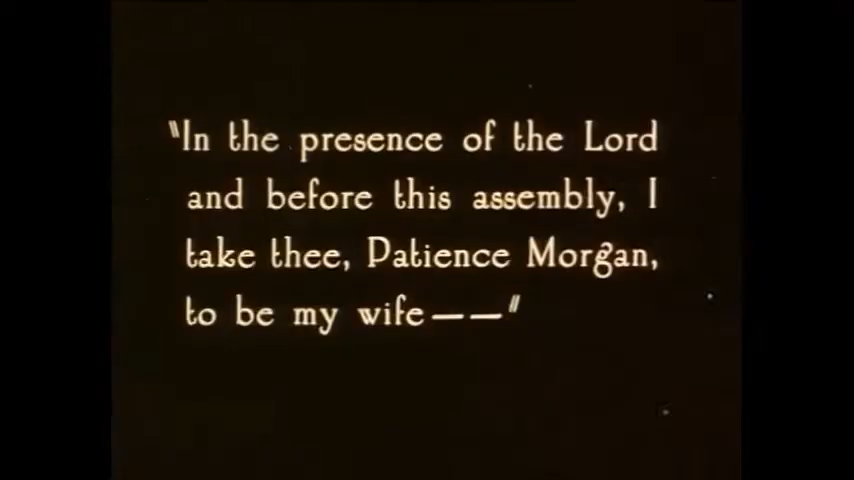 "In the presence of the Lord
and before this assembly, I
take thee, Patience Morgan,
to be my wife——"